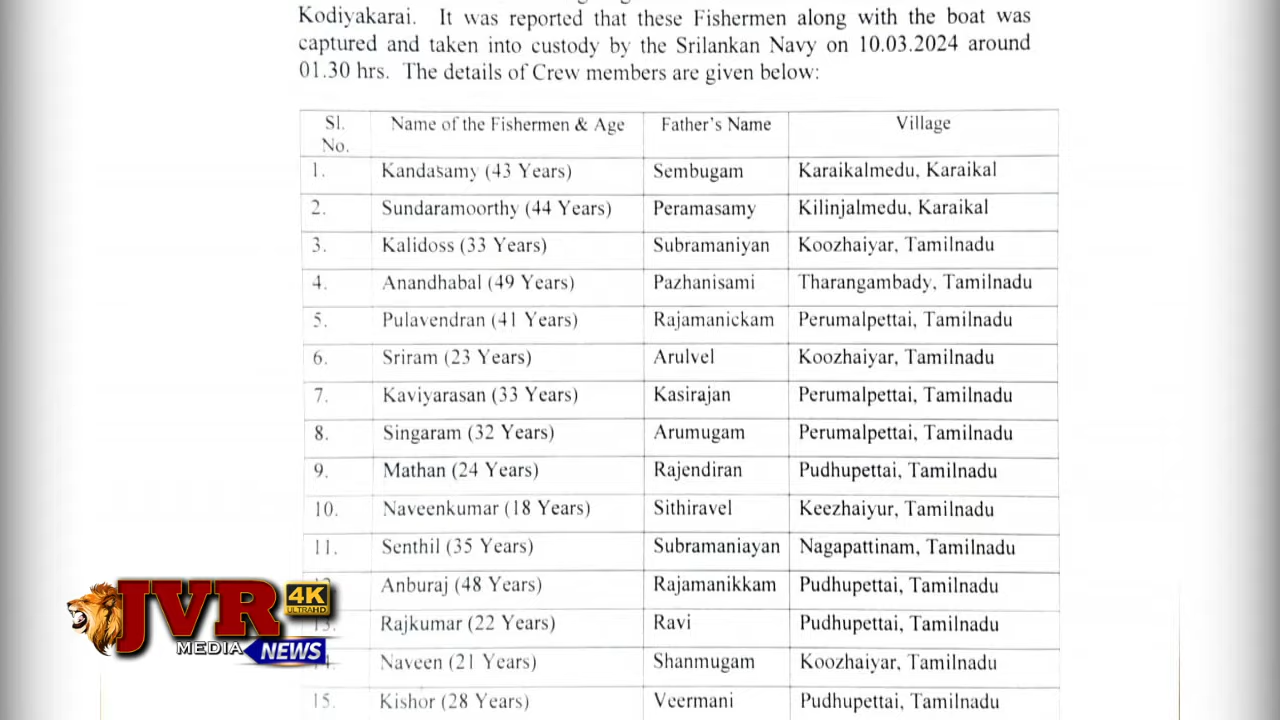 Kodiyakarai. It was reported that these Fishermen along with the boat was
captured and taken into custody by the Srilankan Navy on 10.03.2024 around
01.30 hrs. The details of Crew members are given below:
Sl. No. Name of the Fishermen & Age Father's Name Village
1. Kandasamy (43 Years) Sembugam Karaikalmedu, Karaikal
2. Sundaramoorthy (44 Years) Peramasamy Kilinjalmedu, Karaikal
3. Kalidoss (33 Years) Subramaniyan Koozhaiyar, Tamilnadu
4. Anandhabal (49 Years) Pazhanisami Tharangambady, Tamilnadu
5. Pulavendran (41 Years) Rajamanickam Perumalpettai, Tamilnadu
6. Sriram (23 Years) Arulvel Koozhaiyar, Tamilnadu
7. Kaviyarasan (33 Years) Kasirajan Perumalpettai, Tamilnadu
8. Singaram (32 Years) Arumugam Perumalpettai, Tamilnadu
9. Mathan (24 Years) Rajendiran Pudhupettai, Tamilnadu
10. Naveenkumar (18 Years) Sithiravel Keezhaiyur, Tamilnadu
11. Senthil (35 Years) Subramaniayan Nagapattinam, Tamilnadu
Anburaj (48 Years) Rajamanikkam Pudhupettai, Tamilnadu
Rajkumar (22 Years) Ravi Pudhupettai, Tamilnadu
Naveen (21 Years) Shanmugam Koozhaiyar, Tamilnadu
15. Kishor (28 Years) Veermani Pudhupettai, Tamilnadu
JVR
4K
ULTRA HD
MEDIA
NEWS